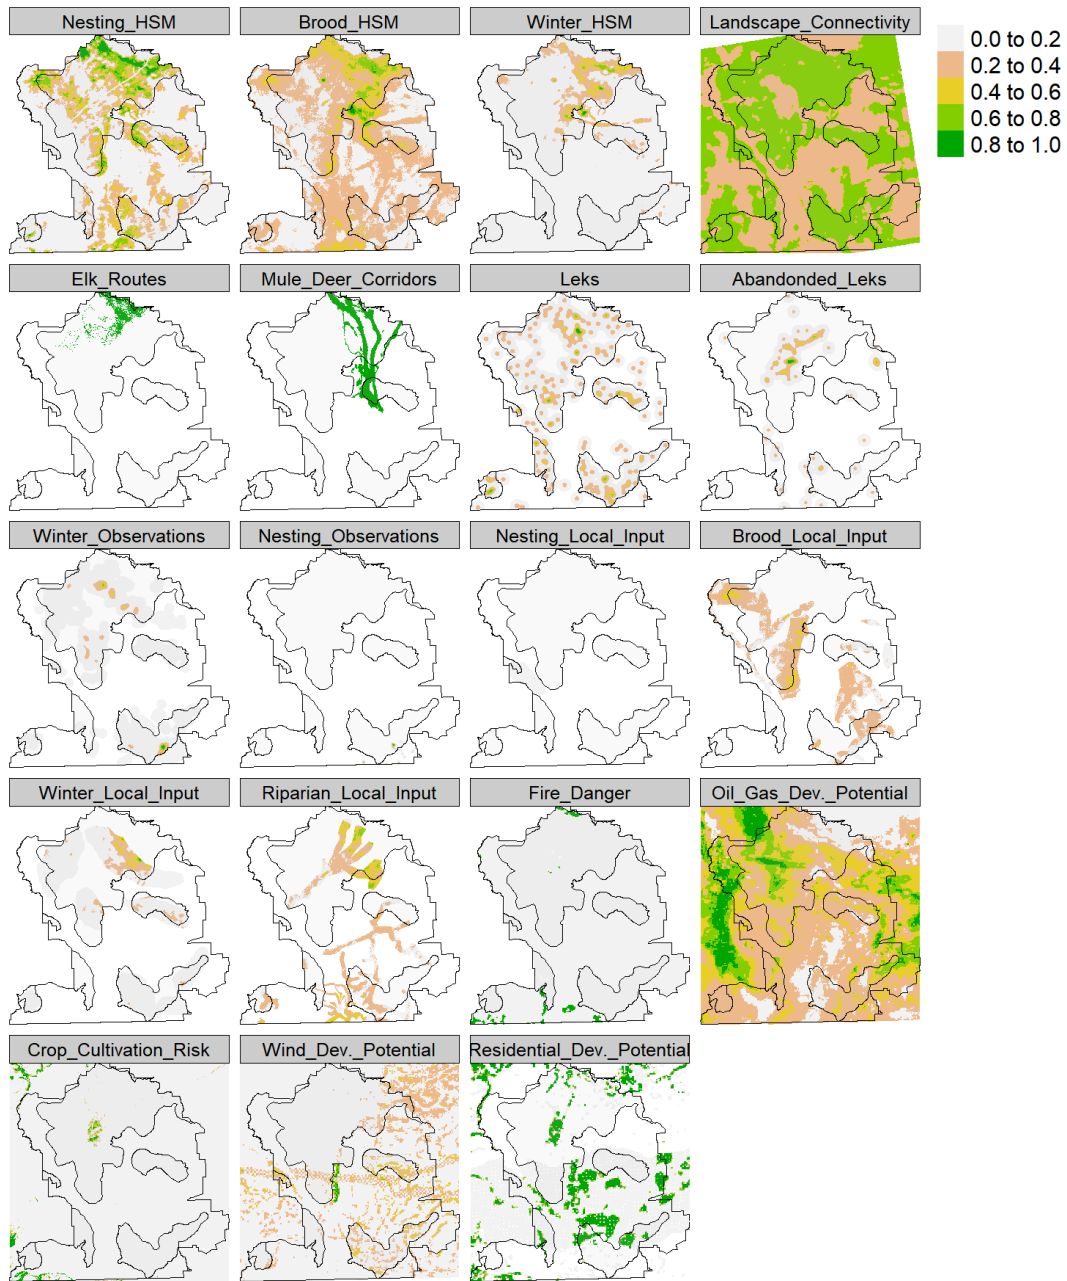 Nesting_HSM
Brood_HSM
Winter_HSM
Landscape_Connectivity
0.0 to 0.2
0.2 to 0.4
0.4 to 0.6
0.6 to 0.8
0.8 to 1.0
Elk_Routes
Mule_Deer_Corridors
Leks
Abandonded_Leks
Winter_Observations
Nesting_Observations
Nesting_Local_Input
Brood_Local_Input
Winter_Local_Input
Riparian_Local_Input
Fire_Danger
Oil_Gas_Dev._Potential
Crop_Cultivation_Risk
Wind_Dev._Potential
Residential_Dev._Potential